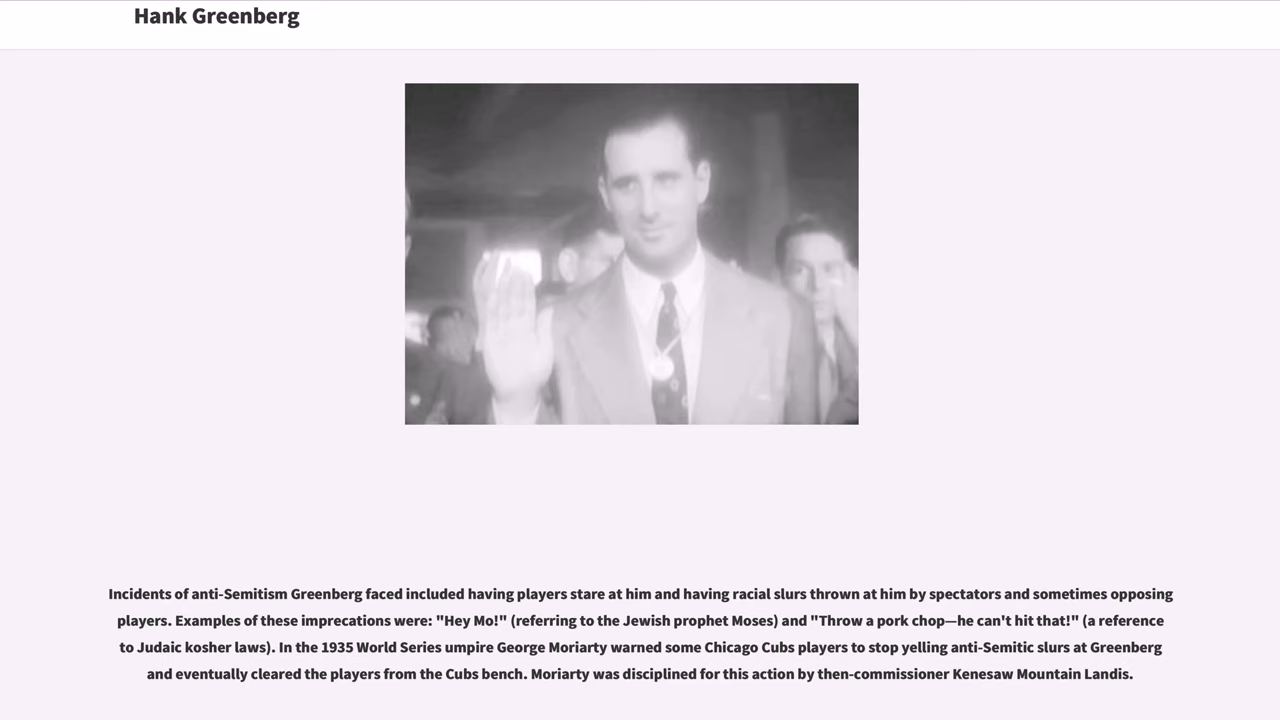 Hank Greenberg
Incidents of anti-Semitism Greenberg faced included having players stare at him and having racial slurs thrown at him by spectators and sometimes opposing
players. Examples of these imprecations were: "Hey Mo!" (referring to the Jewish prophet Moses) and "Throw a pork chop—he can't hit that!" (a reference
to Judaic kosher laws). In the 1935 World Series umpire George Moriarty warned some Chicago Cubs players to stop yelling anti-Semitic slurs at Greenberg
and eventually cleared the players from the Cubs bench. Moriarty was disciplined for this action by then-commissioner Kenesaw Mountain Landis.